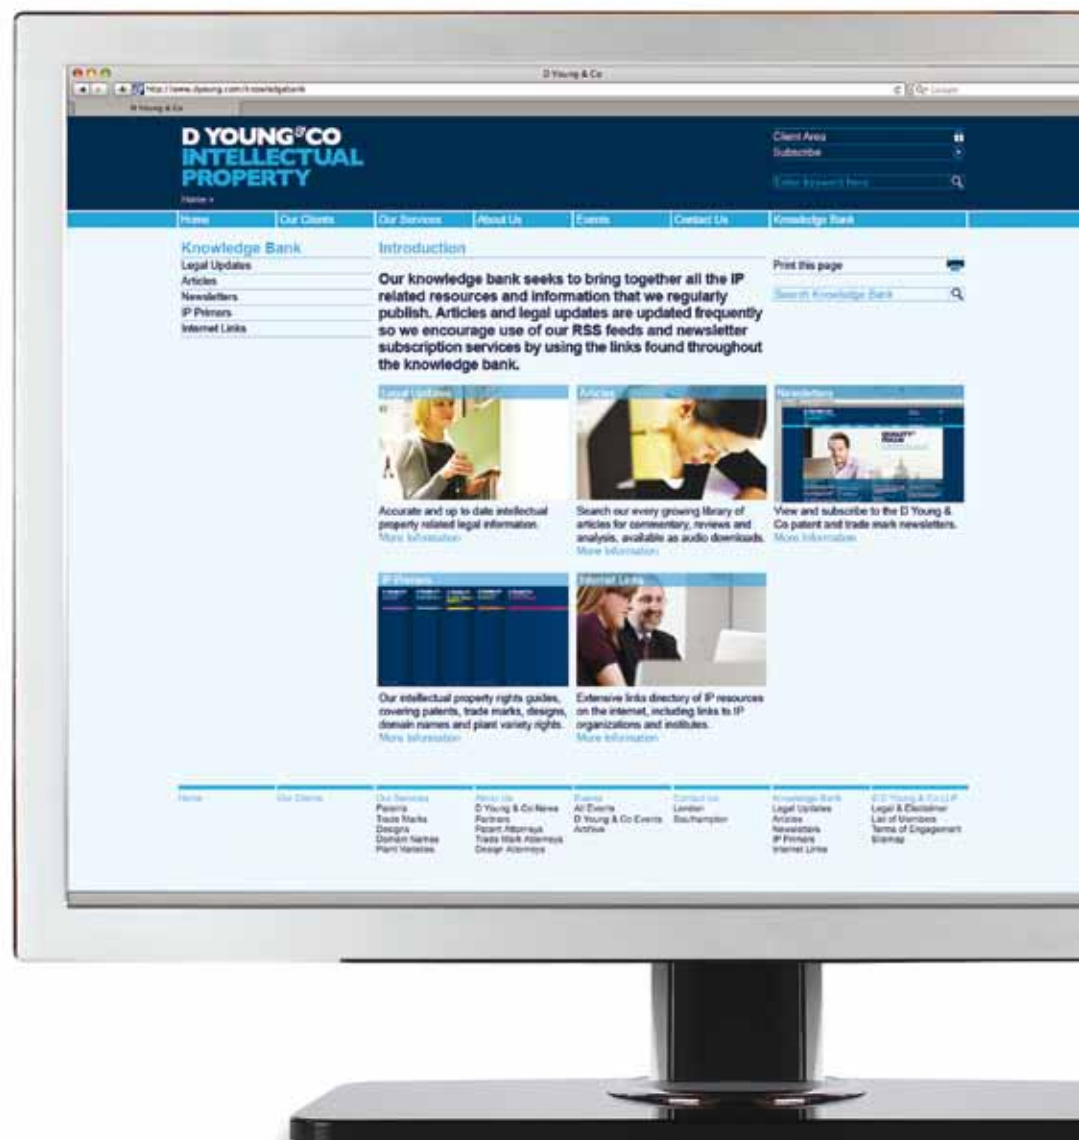 D Young & Co
http://www.dyoung.com/knowledgebank
Google
D Young & Co
D YOUNG & CO
INTELLECTUAL
PROPERTY
Home »
Client Area
Subscribe
Enter keyword here
Home
Our Clients
Our Services
About Us
Events
Contact Us
Knowledge Bank
Knowledge Bank
Legal Updates
Articles
Newsletters
IP Primers
Internet Links
Introduction
Our knowledge bank seeks to bring together all the IP
related resources and information that we regularly
publish. Articles and legal updates are updated frequently
so we encourage use of our RSS feeds and newsletter
subscription services by using the links found throughout
the knowledge bank.
Print this page
Search Knowledge Bank
Legal Updates
Accurate and up to date intellectual
property related legal information.
More Information
Articles
Search our every growing library of
articles for commentary, reviews and
analysis, available as audio downloads.
More Information
Newsletters
View and subscribe to the D Young &
Co patent and trade mark newsletters.
More Information
IP Primers
Our intellectual property rights guides,
covering patents, trade marks, designs,
domain names and plant variety rights.
More Information
Internet Links
Extensive links directory of IP resources
on the internet, including links to IP
organizations and institutes.
More Information
Home
Our Clients
Our Services
Patents
Trade Marks
Designs
Domain Names
Plant Varieties
About Us
D Young & Co News
Partners
Patent Attorneys
Trade Mark Attorneys
Design Attorneys
Events
All Events
D Young & Co Events
Archive
Contact Us
London
Southampton
Knowledge Bank
Legal Updates
Articles
Newsletters
IP Primers
Internet Links
© D Young & Co LLP
Legal & Disclaimer
List of Members
Terms of Engagement
Sitemap